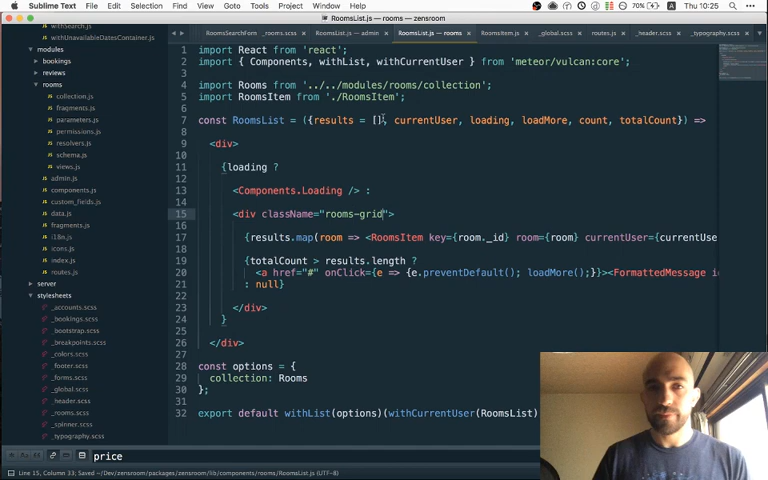 Sublime Text File Edit Selection Find View Goto Tools Project Window Help 70% Thu 10:25
RoomsList.js — rooms — zensroom
RoomsSearchForm _rooms.scss RoomsList.js — admin RoomsList.js — rooms RoomsItem.js _global.scss routes.js _header.scss _typography.scss
withSearch.js
withUnavailableDatesContainer.js
modules
bookings
reviews
rooms
collection.js
fragments.js
parameters.js
permissions.js
resolvers.js
schema.js
views.js
admin.js
components.js
custom_fields.js
data.js
fragments.js
i18n.js
icons.js
index.js
routes.js
server
stylesheets
_accounts.scss
_bookings.scss
_bootstrap.scss
_breakpoints.scss
_colors.scss
_footer.scss
_forms.scss
_global.scss
_header.scss
_rooms.scss
_spinner.scss
_typography.scss
1 import React from 'react';
2 import { Components, withList, withCurrentUser } from 'meteor/vulcan:core';
3
4 import Rooms from '../../modules/rooms/collection';
5 import RoomsItem from './RoomsItem';
6
7 const RoomsList = ({results = [], currentUser, loading, loadMore, count, totalCount}) =>
8
9 <div>
10
11 {loading ?
12
13 <Components.Loading /> :
14
15 <div className="rooms-grid">
16
17 {results.map(room => <RoomsItem key={room._id} room={room} currentUser={currentUse
18
19 {totalCount > results.length ?
20 <a href="#" onClick={e => {e.preventDefault(); loadMore();}}><FormattedMessage i
21 : null}
22
23 </div>
24 }
25
26 </div>
27
28 const options = {
29 collection: Rooms
30 };
31
32 export default withList(options)(withCurrentUser(RoomsList)
price
Line 15, Column 33; Saved ~/Dev/zensroom/packages/zensroom/lib/components/rooms/RoomsList.js (UTF-8)